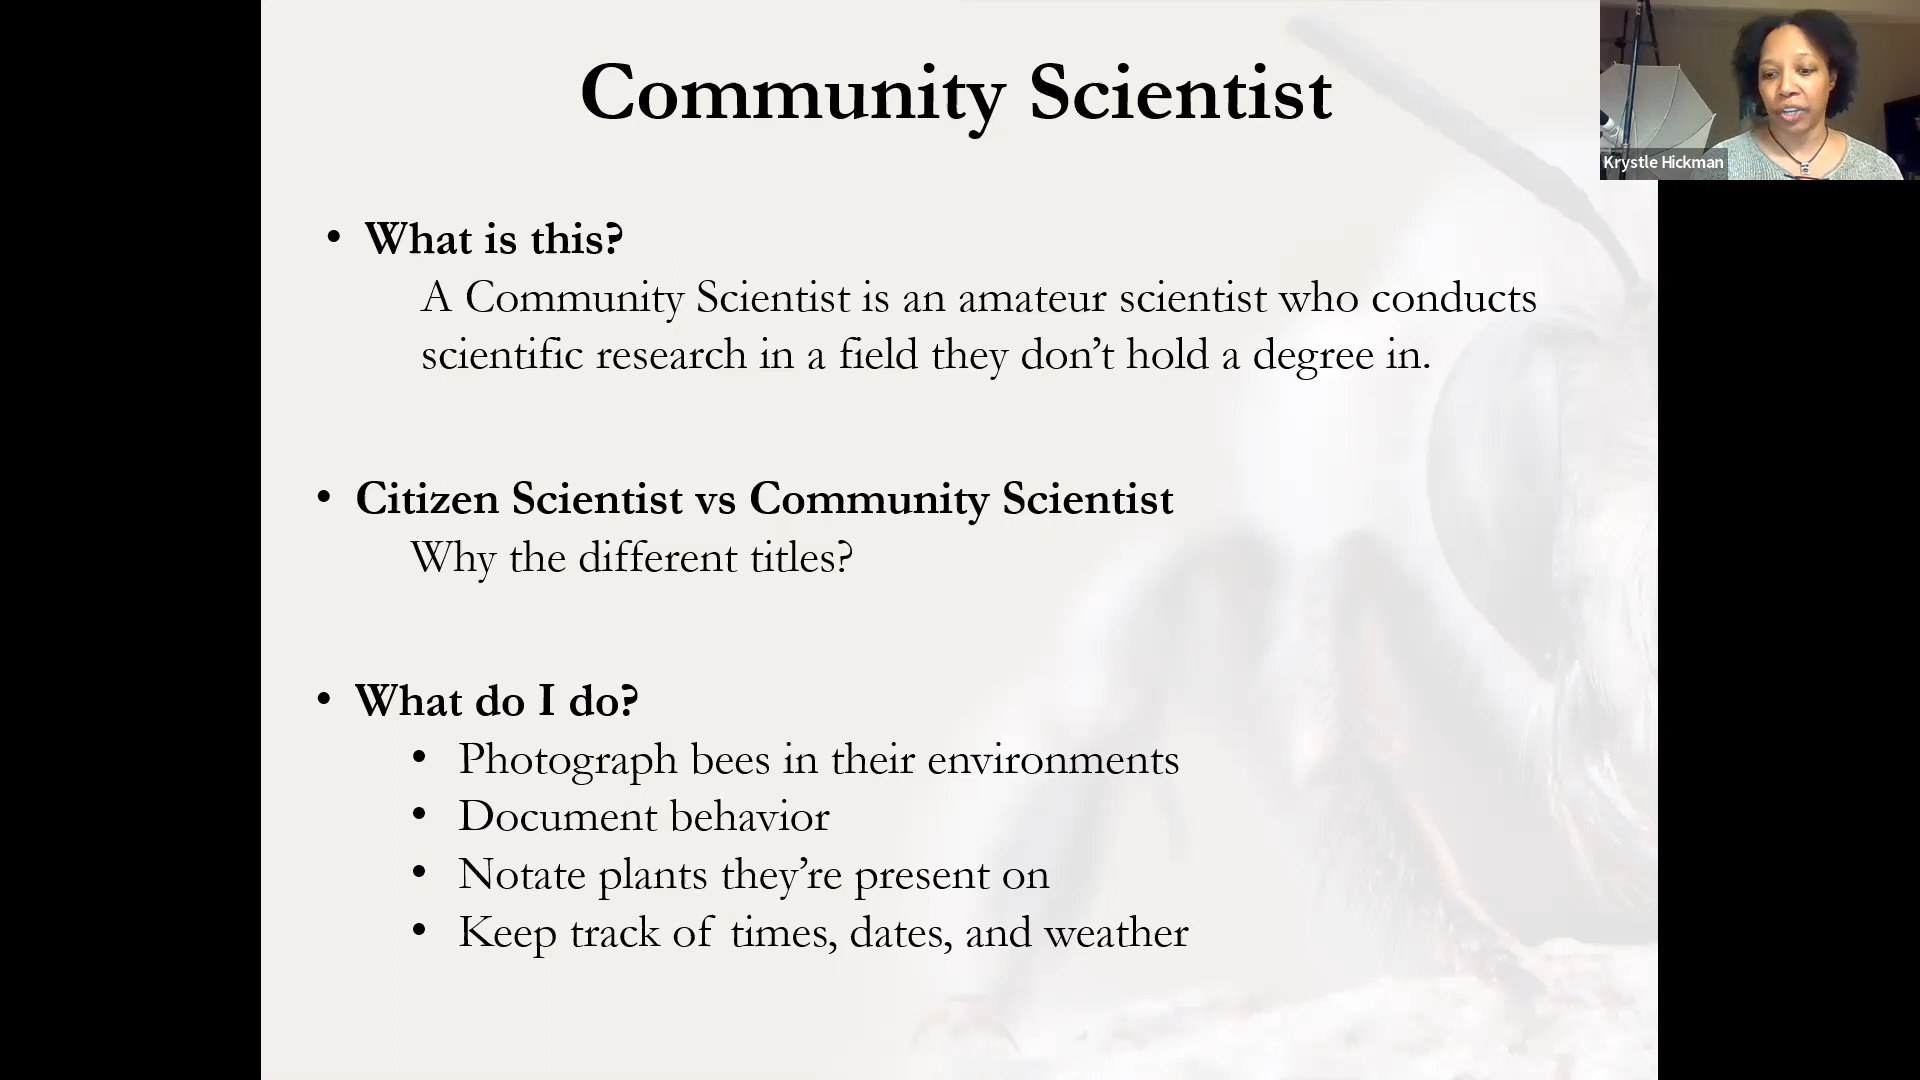 Community Scientist
Krystle Hickman
• What is this?
A Community Scientist is an amateur scientist who conducts
scientific research in a field they don’t hold a degree in.
• Citizen Scientist vs Community Scientist
Why the different titles?
• What do I do?
• Photograph bees in their environments
• Document behavior
• Notate plants they’re present on
• Keep track of times, dates, and weather